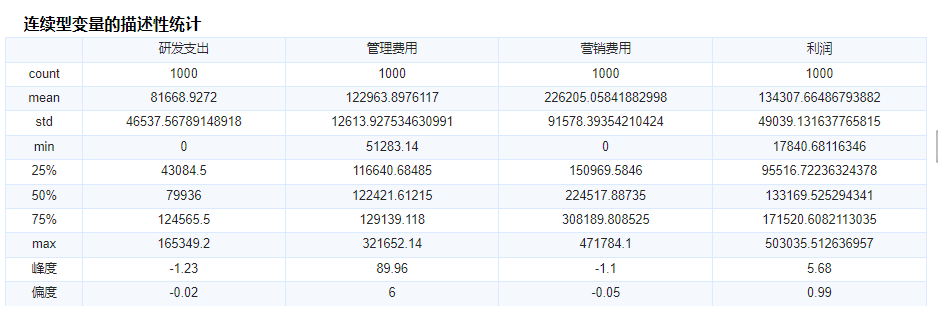 连续型变量的描述性统计
研发支出 管理费用 营销费用 利润
count 1000 1000 1000 1000
mean 81668.9272 122963.8976117 226205.05841882998 134307.66486793882
std 46537.56789148918 12613.927534630991 91578.39354210424 49039.131637765815
min 0 51283.14 0 17840.68116346
25% 43084.5 116640.68485 150969.5846 95516.72236324378
50% 79936 122421.61215 224517.88735 133169.525294341
75% 124565.5 129139.118 308189.808525 171520.6082113035
max 165349.2 321652.14 471784.1 503035.512636957
峰度 -1.23 89.96 -1.1 5.68
偏度 -0.02 6 -0.05 0.99